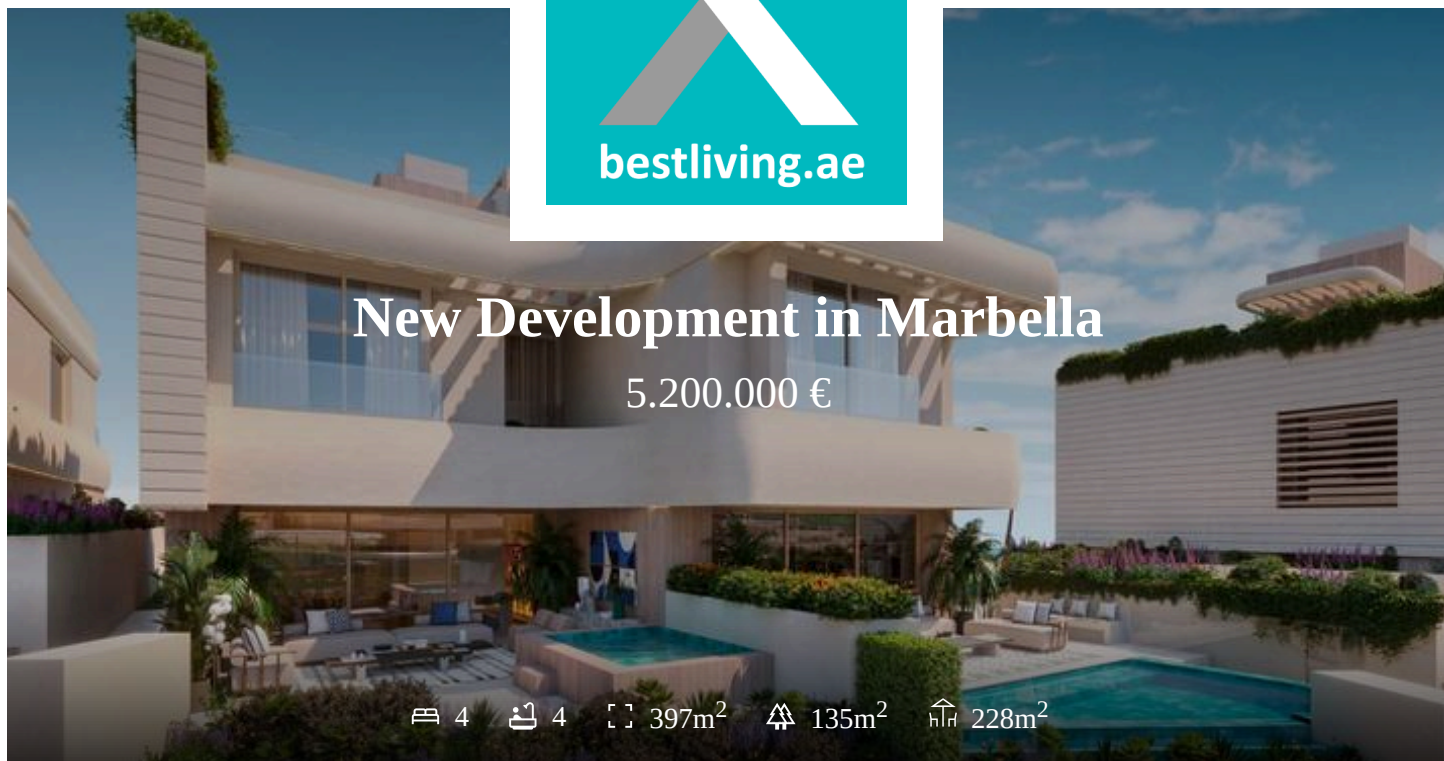 bestliving.ae
New Development in Marbella
5.200.000 €
4 4 397m² 135m² 228m²